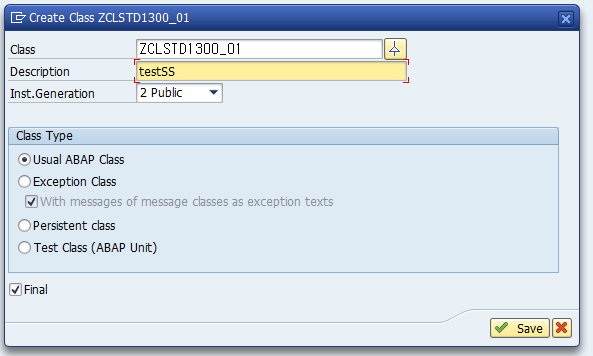 Create Class ZCLSTD1300_01
Class ZCLSTD1300_01
Description testSS
Inst.Generation 2 Public
Class Type
Usual ABAP Class
Exception Class
With messages of message classes as exception texts
Persistent class
Test Class (ABAP Unit)
Final
Save